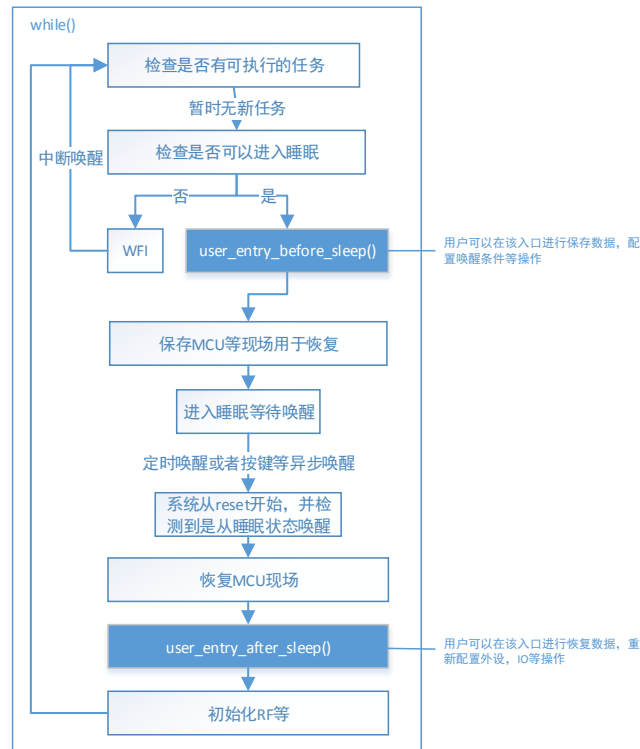 while()
检查是否有可执行的任务
暂时无新任务
中断唤醒
检查是否可以进入睡眠
否
是
WFI
user_entry_before_sleep()
用户可以在该入口进行保存数据，配
置唤醒条件等操作
保存MCU等现场用于恢复
进入睡眠等待唤醒
定时唤醒或者按键等异步唤醒
系统从reset开始，并检
测到是从睡眠状态唤醒
恢复MCU现场
user_entry_after_sleep()
用户可以在该入口进行恢复数据，重
新配置外设，IO等操作
初始化RF等